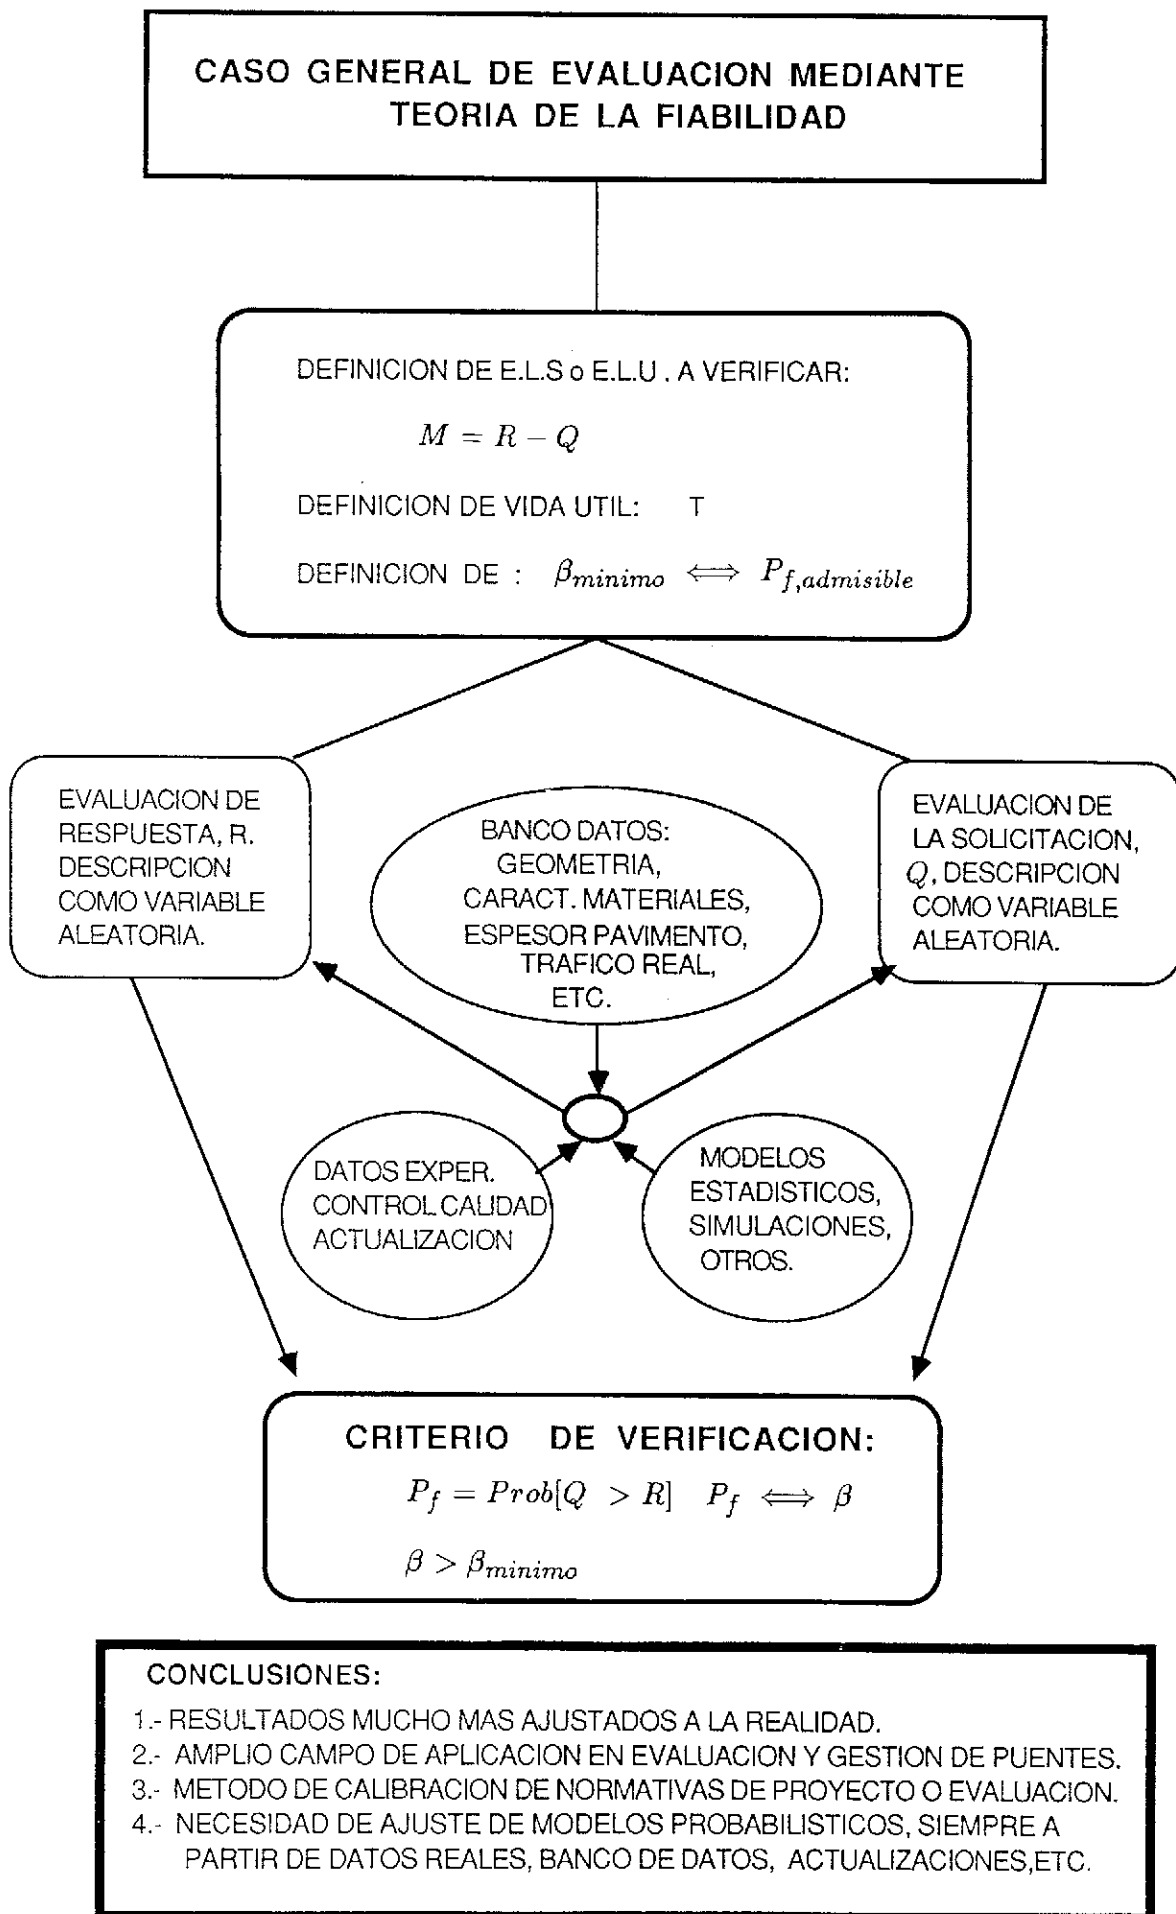 CASO GENERAL DE EVALUACION MEDIANTE
TEORIA DE LA FIABILIDAD
DEFINICION DE E.L.S o E.L.U . A VERIFICAR:
M = R − Q
DEFINICION DE VIDA UTIL: T
DEFINICION DE : β_{minimo} ⟺ P_{f,admisible}
EVALUACION DE
RESPUESTA, R.
DESCRIPCION
COMO VARIABLE
ALEATORIA.
BANCO DATOS:
GEOMETRIA,
CARACT. MATERIALES,
ESPESOR PAVIMENTO,
TRAFICO REAL,
ETC.
EVALUACION DE
LA SOLICITACION,
Q, DESCRIPCION
COMO VARIABLE
ALEATORIA.
DATOS EXPER.
CONTROL CALIDAD
ACTUALIZACION
MODELOS
ESTADISTICOS,
SIMULACIONES,
OTROS.
CRITERIO DE VERIFICACION:
P_f = Prob[Q > R] P_f ⟺ β
β > β_{minimo}
CONCLUSIONES:
1.- RESULTADOS MUCHO MAS AJUSTADOS A LA REALIDAD.
2.- AMPLIO CAMPO DE APLICACION EN EVALUACION Y GESTION DE PUENTES.
3.- METODO DE CALIBRACION DE NORMATIVAS DE PROYECTO O EVALUACION.
4.- NECESIDAD DE AJUSTE DE MODELOS PROBABILISTICOS, SIEMPRE A
PARTIR DE DATOS REALES, BANCO DE DATOS, ACTUALIZACIONES,ETC.